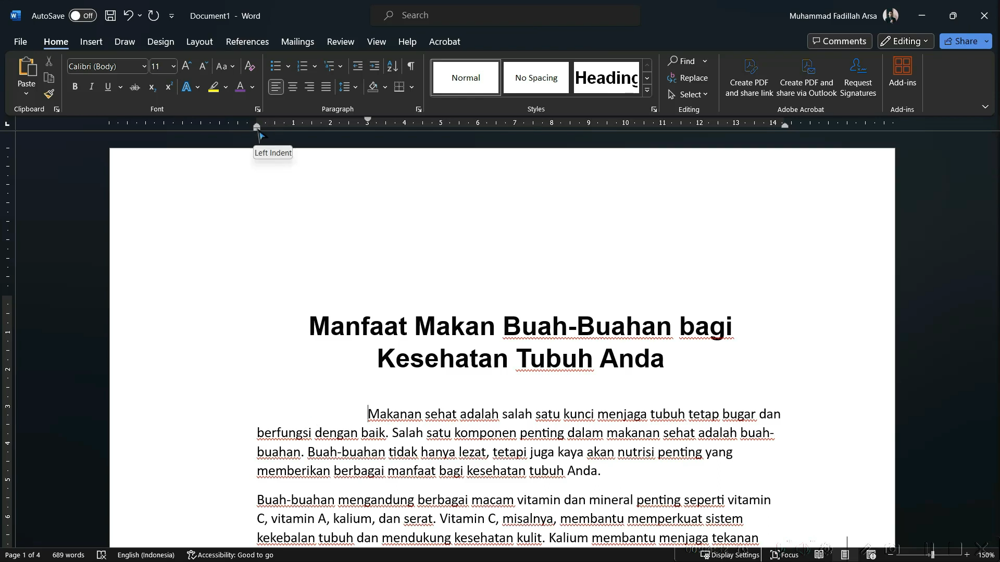 AutoSave Off Document1 - Word Search Muhammad Fadillah Arsa
File Home Insert Draw Design Layout References Mailings Review View Help Acrobat Comments Editing Share
Paste Calibri (Body) 11 Aa Normal No Spacing Heading Find Replace Select Create PDF and share link Create PDF and share via Outlook Request Signatures Add-ins
Clipboard Font Paragraph Styles Editing Adobe Acrobat Add-ins
1 2 3 4 5 6 7 8 9 10 11 12 13 14
Left Indent
Manfaat Makan Buah-Buahan bagi
Kesehatan Tubuh Anda
Makanan sehat adalah salah satu kunci menjaga tubuh tetap bugar dan
berfungsi dengan baik. Salah satu komponen penting dalam makanan sehat adalah buah-
buahan. Buah-buahan tidak hanya lezat, tetapi juga kaya akan nutrisi penting yang
memberikan berbagai manfaat bagi kesehatan tubuh Anda.
Buah-buahan mengandung berbagai macam vitamin dan mineral penting seperti vitamin
C, vitamin A, kalium, dan serat. Vitamin C, misalnya, membantu memperkuat sistem
kekebalan tubuh dan mendukung kesehatan kulit. Kalium membantu menjaga tekanan
1 2 3 4 5 6
Page 1 of 4 689 words English (Indonesia) Accessibility: Good to go Display Settings Focus 150%